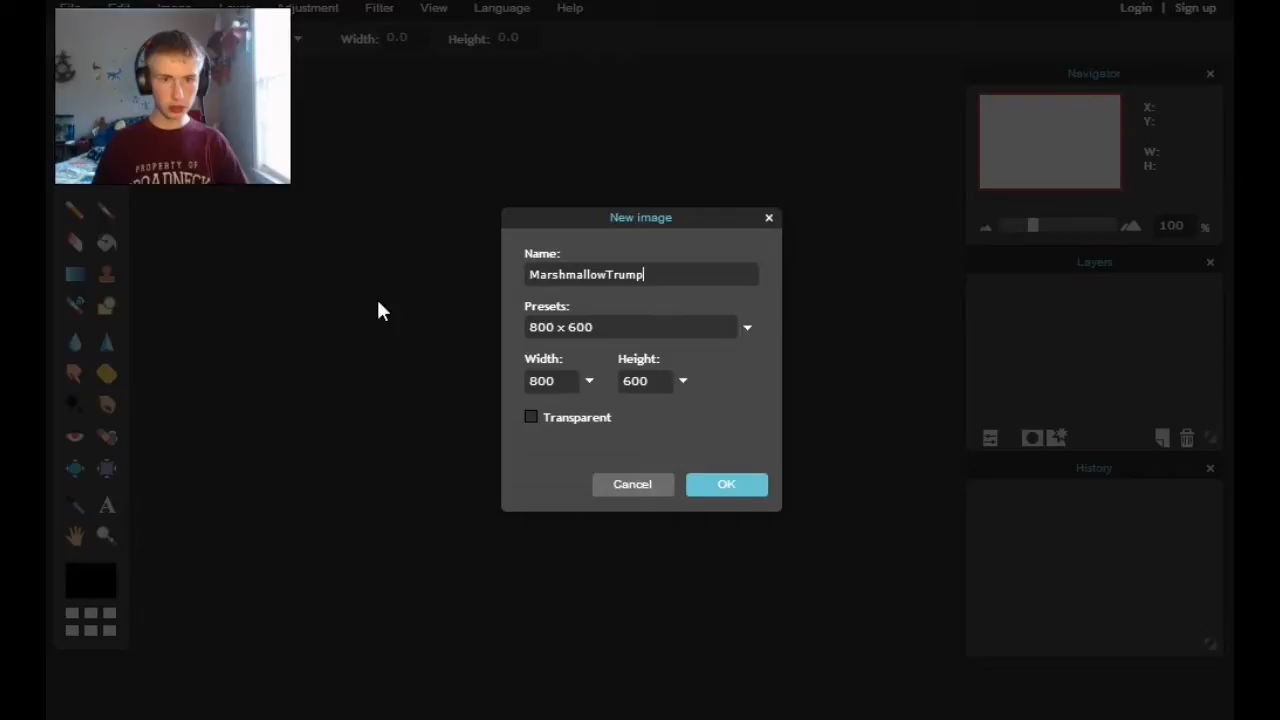 File Edit Image Layer Adjustment Filter View Language Help Login | Sign up
Width: 0.0 Height: 0.0
PROPERTY OF
Navigator
X:
Y:
W:
H:
100 %
New image
Name:
MarshmallowTrump
Presets:
800 x 600
Width: Height:
800 600
Transparent
Cancel OK
Layers
History
A